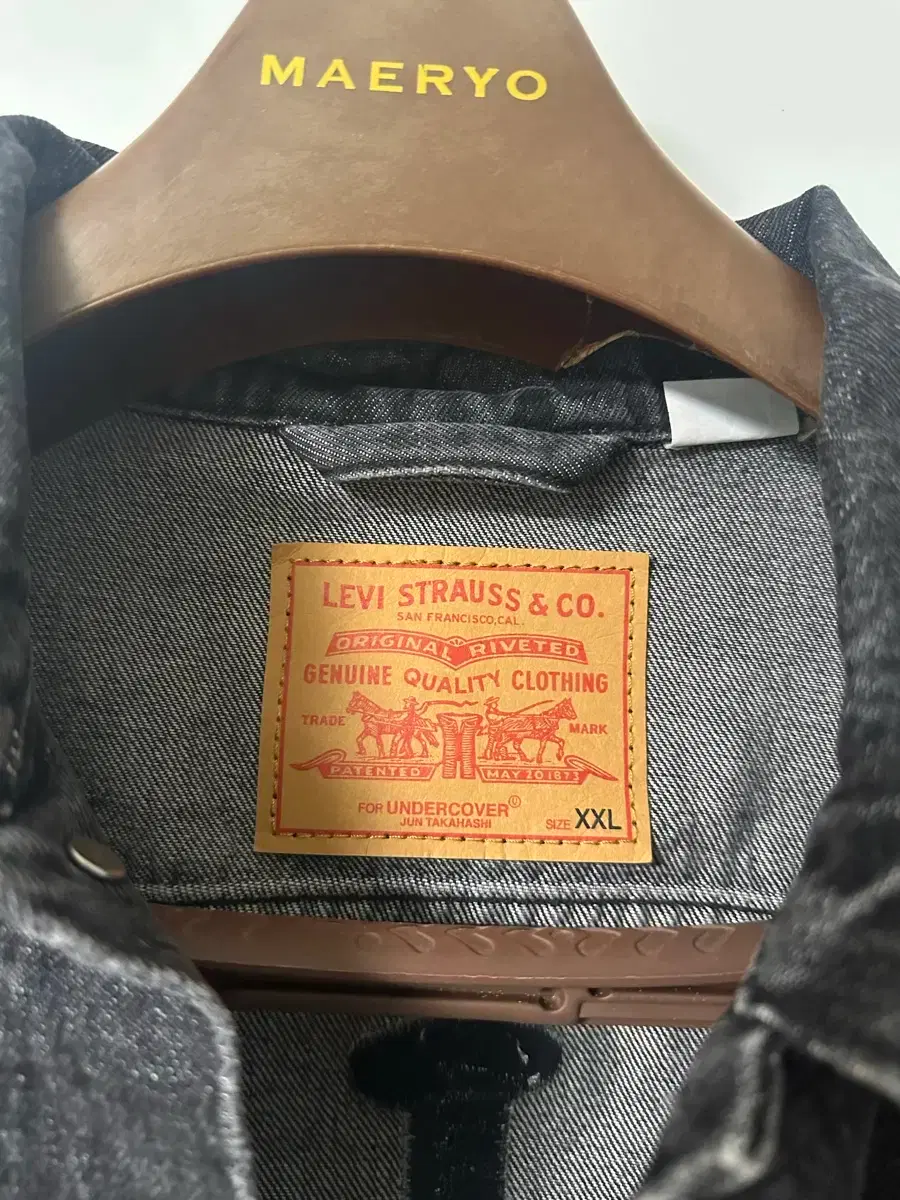 MAERYO
LEVI STRAUSS & CO.
SAN FRANCISCO, CAL.
ORIGINAL RIVETED
GENUINE QUALITY CLOTHING
TRADE MARK
PATENTED MAY 20 1873
FOR UNDERCOVER Ⓤ
JUN TAKAHASHI
SIZE XXL